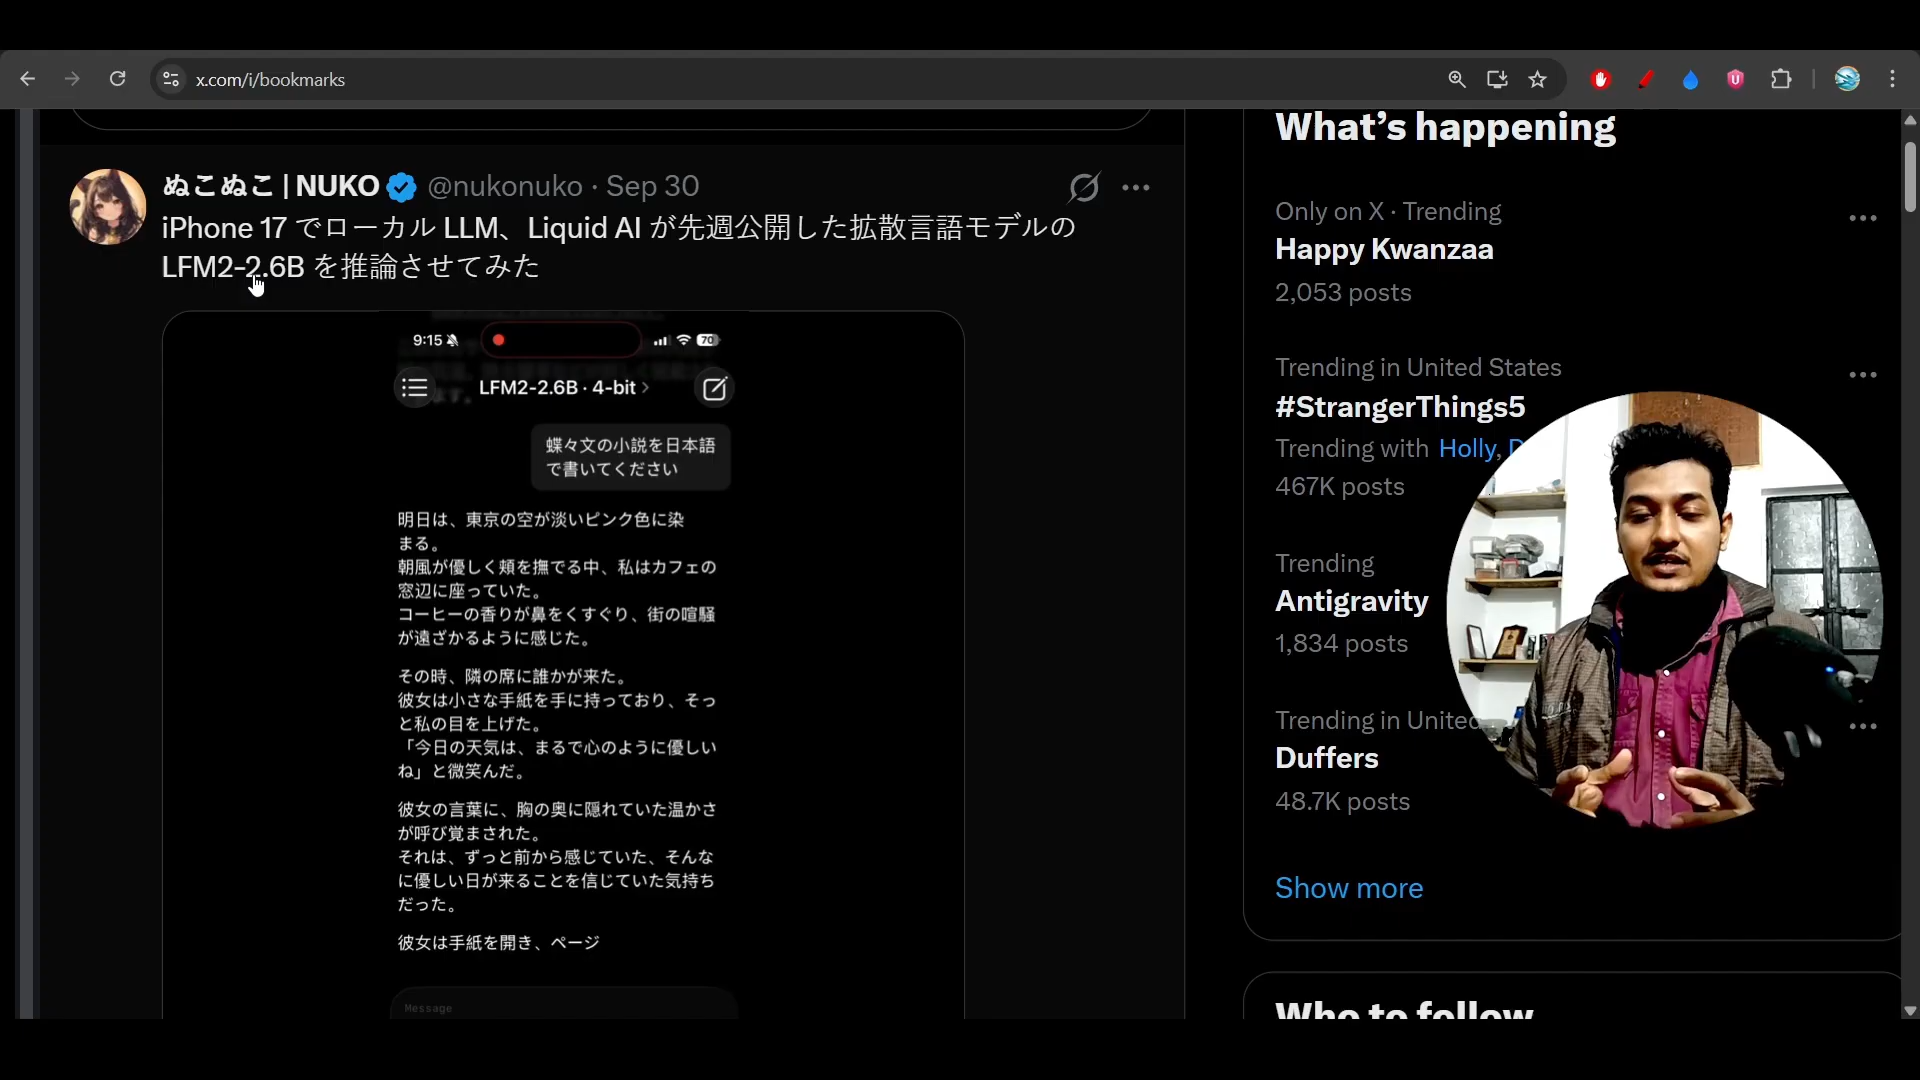 x.com/i/bookmarks
ぬこぬこ | NUKO @nukonuko · Sep 30
iPhone 17 でローカル LLM、Liquid AI が先週公開した拡散言語モデルの
LFM2-2.6B を推論させてみた
9:15
70
LFM2-2.6B · 4-bit >
蝶々文の小説を日本語
で書いてください
明日は、東京の空が淡いピンク色に染
まる。
朝風が優しく頬を撫でる中、私はカフェの
窓辺に座っていた。
コーヒーの香りが鼻をくすぐり、街の喧騒
が遠ざかるように感じた。
その時、隣の席に誰かが来た。
彼女は小さな手紙を手に持っており、そっ
と私の目を上げた。
「今日の天気は、まるで心のように優しい
ね」と微笑んだ。
彼女の言葉に、胸の奥に隠れていた温かさ
が呼び覚まされた。
それは、ずっと前から感じていた、そんな
に優しい日が来ることを信じていた気持ち
だった。
彼女は手紙を開き、ページ
Message
What's happening
Only on X · Trending
Happy Kwanzaa
2,053 posts
Trending in United States
#StrangerThings5
Trending with Holly,
467K posts
Trending
Antigravity
1,834 posts
Trending in United
Duffers
48.7K posts
Show more
Who to follow